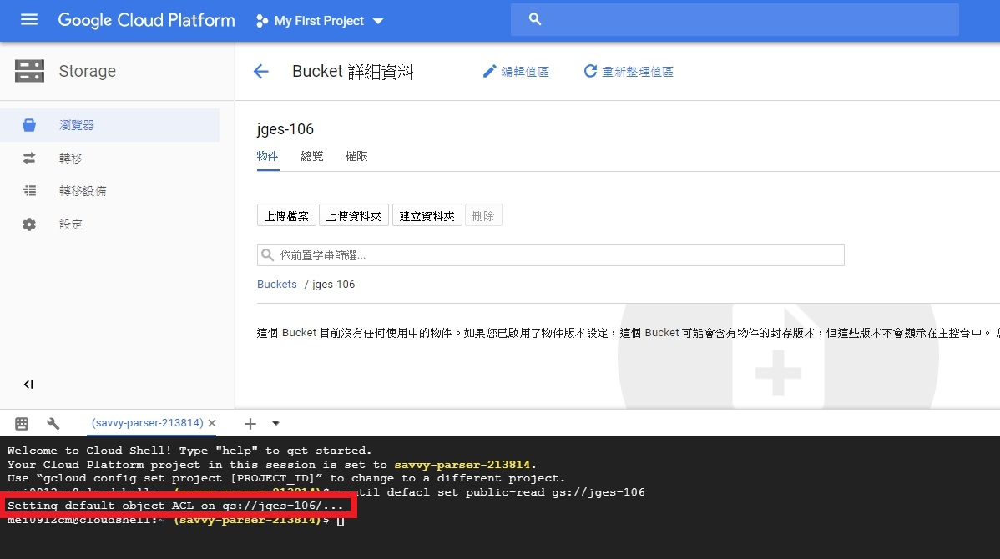 Google Cloud Platform My First Project
Storage
Bucket 詳細資料 編輯值區 重新整理值區
瀏覽器
轉移
轉移設備
設定
jges-106
物件 總覽 權限
上傳檔案 上傳資料夾 建立資料夾 刪除
依前置字串篩選...
Buckets / jges-106
這個 Bucket 目前沒有任何使用中的物件。如果您已啟用了物件版本設定，這個 Bucket 可能會含有物件的封存版本，但這些版本不會顯示在主控台中。
(savvy-parser-213814)
Welcome to Cloud Shell! Type "help" to get started.
Your Cloud Platform project in this session is set to savvy-parser-213814.
Use “gcloud config set project [PROJECT_ID]” to change to a different project.
mei0912cm@cloudshell:~ (savvy-parser-213814)$ gsutil defacl set public-read gs://jges-106
Setting default object ACL on gs://jges-106/...
mei0912cm@cloudshell:~ (savvy-parser-213814)$